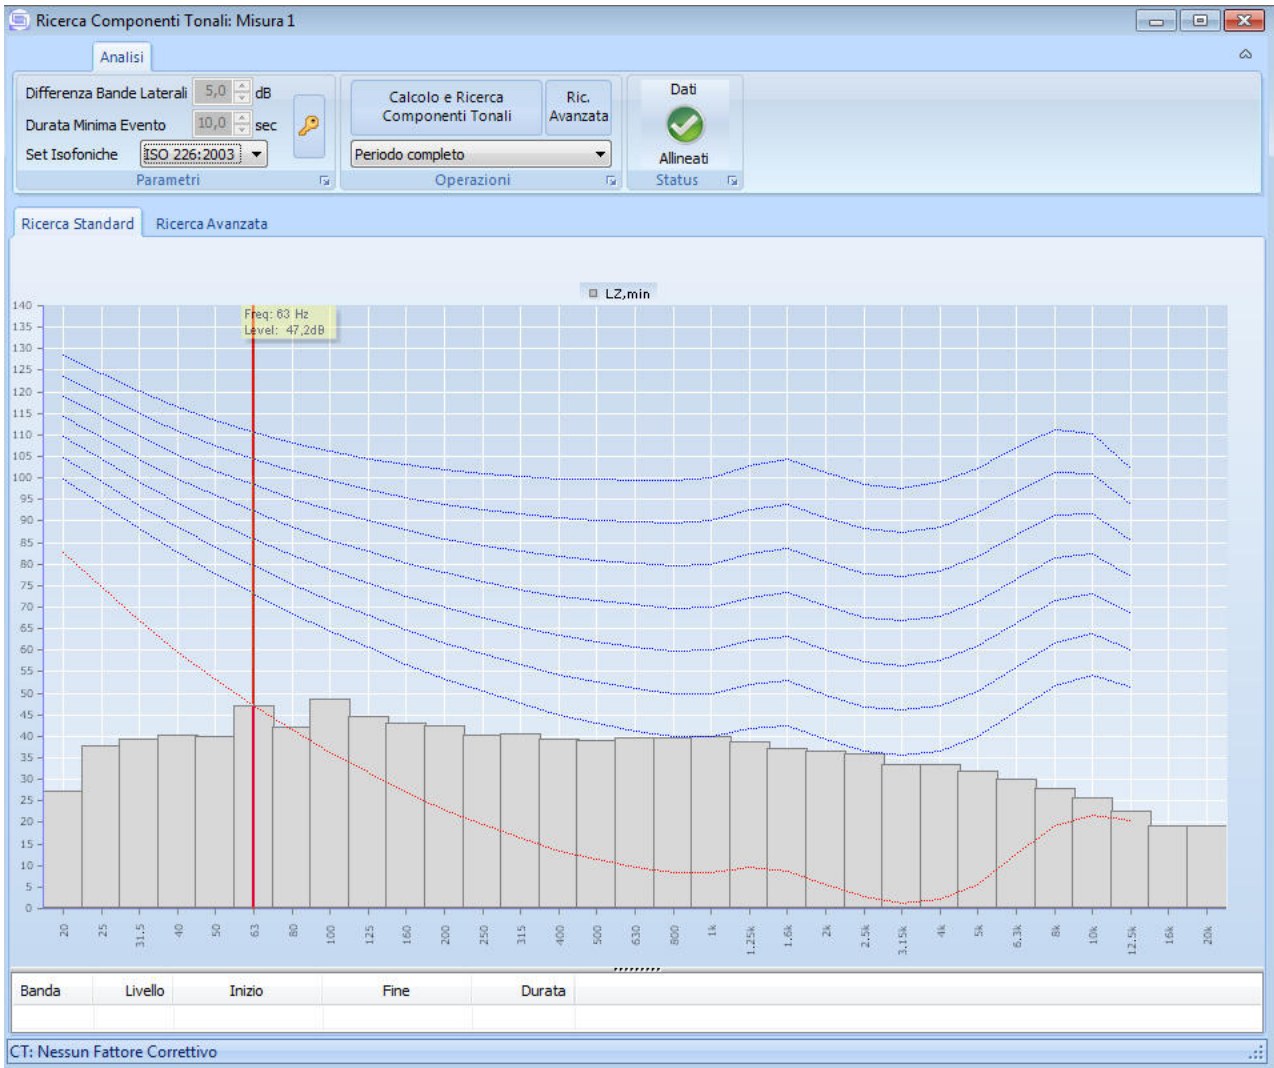 Ricerca Componenti Tonali: Misura 1
Analisi
Differenza Bande Laterali 5,0 dB
Durata Minima Evento 10,0 sec
Set Isofoniche ISO 226:2003
Parametri
Calcolo e Ricerca Componenti Tonali
Ric. Avanzata
Periodo completo
Operazioni
Dati
Allineati
Status
Ricerca Standard Ricerca Avanzata
LZ,min
Freq: 63 Hz
Level: 47,2dB
140
135
130
125
120
115
110
105
100
95
90
85
80
75
70
65
60
55
50
45
40
35
30
25
20
15
10
5
0
20 25 31.5 40 50 63 80 100 125 160 200 250 315 400 500 630 800 1k 1.25k 1.6k 2k 2.5k 3.15k 4k 5k 6.3k 8k 10k 12.5k 16k 20k
Banda Livello Inizio Fine Durata
CT: Nessun Fattore Correttivo